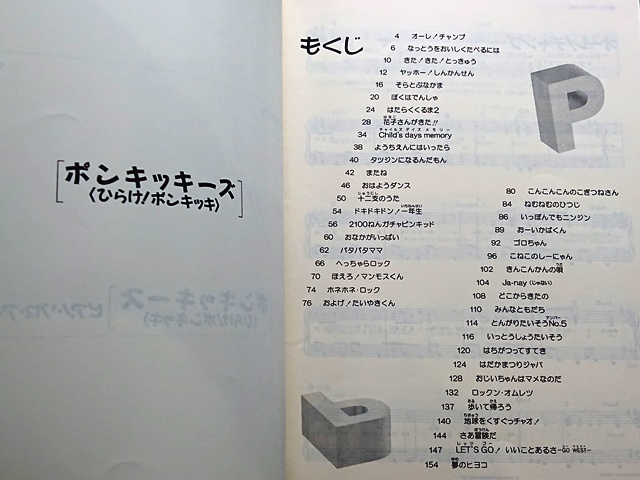 ポンキッキーズ
〈ひらけ!ポンキッキ〉
もくじ
4 オーレ!チャンプ
6 なっとうをおいしくたべるには
10 きた!きた!とっきゅう
12 ヤッホー!しんかんせん
16 そらとぶなかま
20 ぼくはでんしゃ
24 はたらくくるま2
28 花子さんがきた!!
34 Child's days memory
38 ようちえんにはいったら
40 タツジンになるんだもん
42 またね
46 おはようダンス
50 十二支のうた
54 ドキドキドン!一年生
56 2100ねんガチャピンキッド
60 おなかがいっぱい
62 パタパタママ
66 へっちゃらロック
70 ほえろ!マンモスくん
74 ホネホネ・ロック
76 およげ!たいやきくん
80 こんこんこんのこぎつねさん
84 ねむねむのひつじ
86 いっぽんでもニンジン
89 おーいかばくん
92 ゴロちゃん
96 こねこのしーにゃん
102 きんこんかんの唄
104 Ja-nay (じゃない)
108 どこからきたの
110 みんなともだち
114 とんがりたいそうNo.5
116 いっとうしょうたいそう
120 はちがつってすてき
124 はだかまつりジャパ
128 おじいちゃんはマメなのだ
132 ロックン・オムレツ
137 歩いて帰ろう
140 地球をくすぐっチャオ!
144 さあ冒険だ
147 LET'S GO! いいことあるさ—GO WEST—
154 夢のヒヨコ
P
P